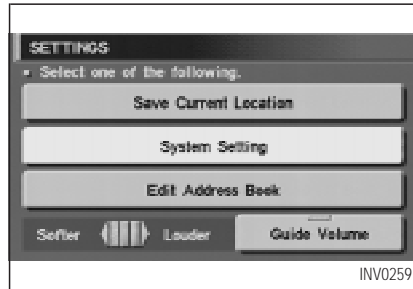 SETTINGS
Select one of the following.
Save Current Location
System Setting
Edit Address Book
Softer Louder Guide Volume
INV0259